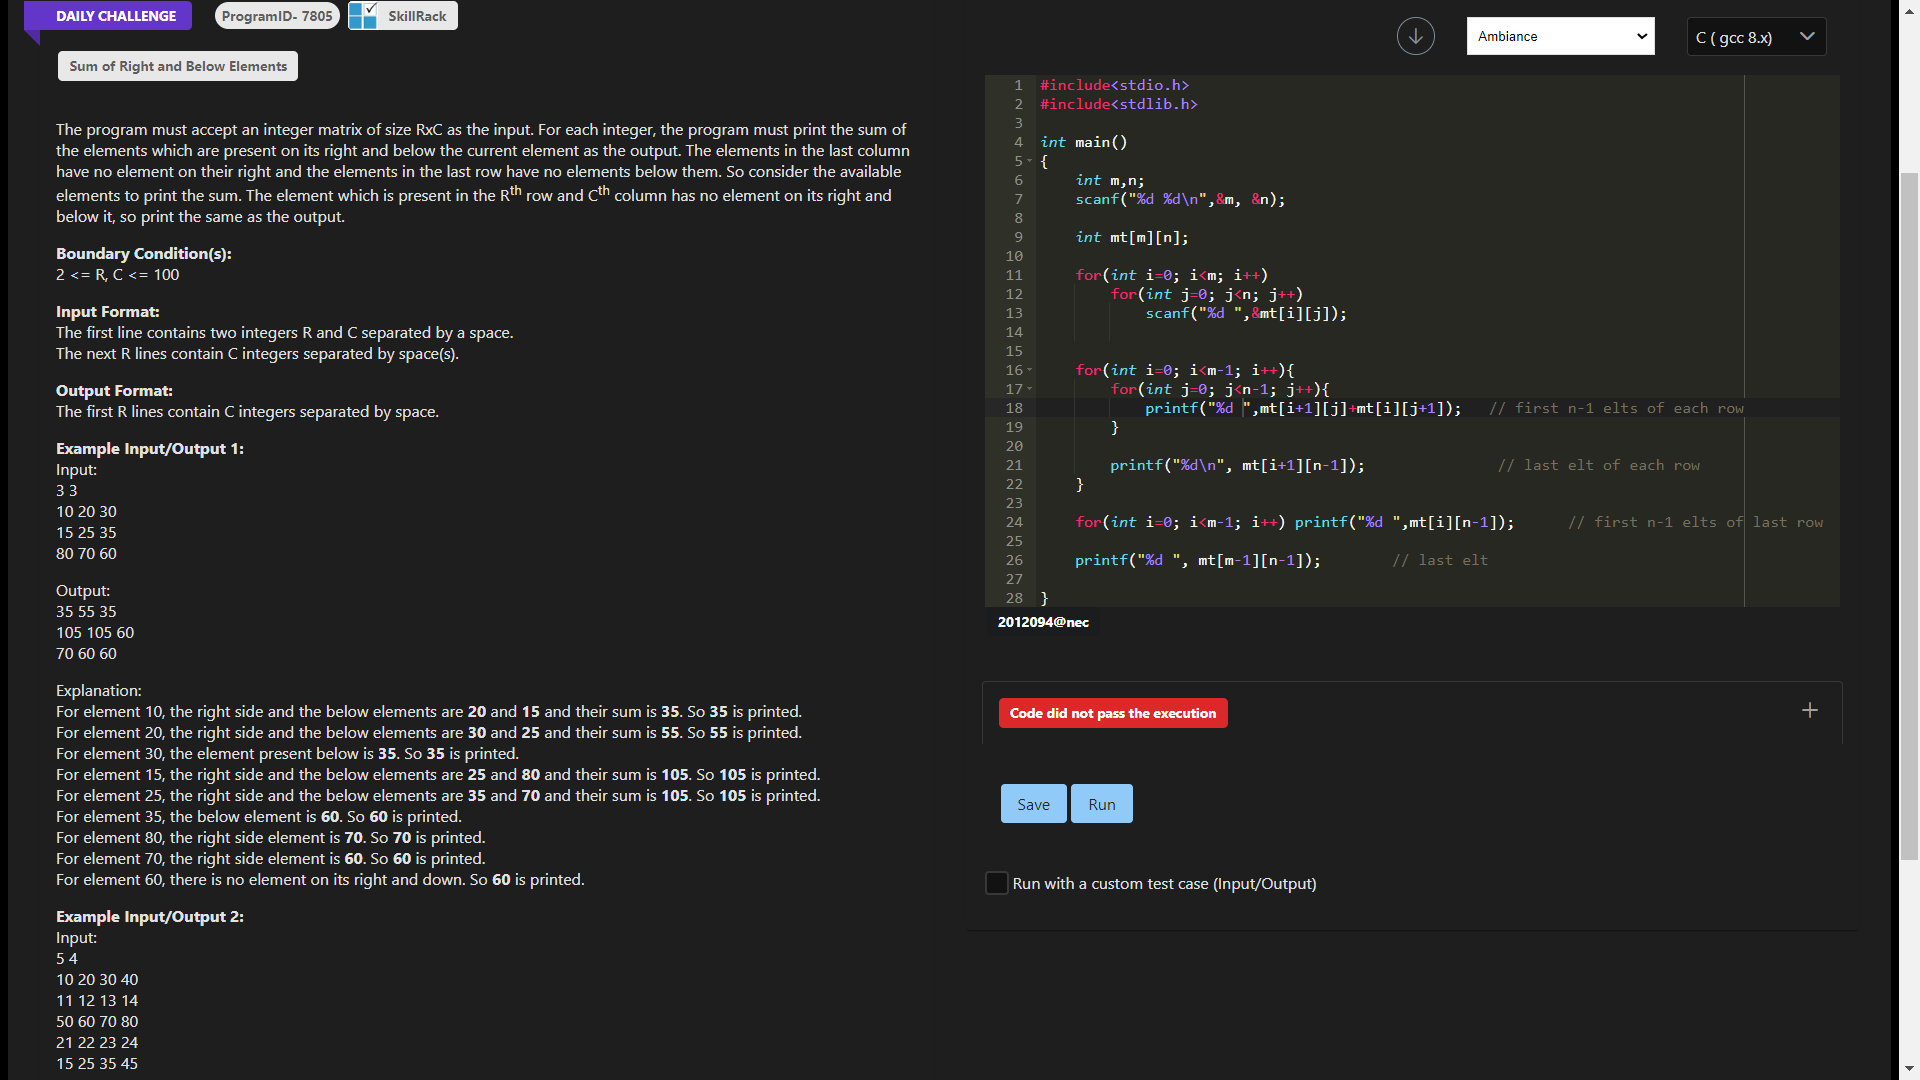 DAILY CHALLENGE
ProgramID- 7805
SkillRack
Sum of Right and Below Elements
The program must accept an integer matrix of size RxC as the input. For each integer, the program must print the sum of
the elements which are present on its right and below the current element as the output. The elements in the last column
have no element on their right and the elements in the last row have no elements below them. So consider the available
elements to print the sum. The element which is present in the Rth row and Cth column has no element on its right and
below it, so print the same as the output.
Boundary Condition(s):
2 <= R, C <= 100
Input Format:
The first line contains two integers R and C separated by a space.
The next R lines contain C integers separated by space(s).
Output Format:
The first R lines contain C integers separated by space.
Example Input/Output 1:
Input:
3 3
10 20 30
15 25 35
80 70 60
Output:
35 55 35
105 105 60
70 60 60
Explanation:
For element 10, the right side and the below elements are 20 and 15 and their sum is 35. So 35 is printed.
For element 20, the right side and the below elements are 30 and 25 and their sum is 55. So 55 is printed.
For element 30, the element present below is 35. So 35 is printed.
For element 15, the right side and the below elements are 25 and 80 and their sum is 105. So 105 is printed.
For element 25, the right side and the below elements are 35 and 70 and their sum is 105. So 105 is printed.
For element 35, the below element is 60. So 60 is printed.
For element 80, the right side element is 70. So 70 is printed.
For element 70, the right side element is 60. So 60 is printed.
For element 60, there is no element on its right and down. So 60 is printed.
Example Input/Output 2:
Input:
5 4
10 20 30 40
11 12 13 14
50 60 70 80
21 22 23 24
15 25 35 45
Ambiance
C ( gcc 8.x)
1 #include<stdio.h>
2 #include<stdlib.h>
3
4 int main()
5 {
6 int m,n;
7 scanf("%d %d\n",&m, &n);
8
9 int mt[m][n];
10
11 for(int i=0; i<m; i++)
12 for(int j=0; j<n; j++)
13 scanf("%d ",&mt[i][j]);
14
15
16 for(int i=0; i<m-1; i++){
17 for(int j=0; j<n-1; j++){
18 printf("%d ",mt[i+1][j]+mt[i][j+1]); // first n-1 elts of each row
19 }
20
21 printf("%d\n", mt[i+1][n-1]); // last elt of each row
22 }
23
24 for(int i=0; i<m-1; i++) printf("%d ",mt[i][n-1]); // first n-1 elts of last row
25
26 printf("%d ", mt[m-1][n-1]); // last elt
27
28 }
2012094@nec
Code did not pass the execution
+
Save
Run
Run with a custom test case (Input/Output)